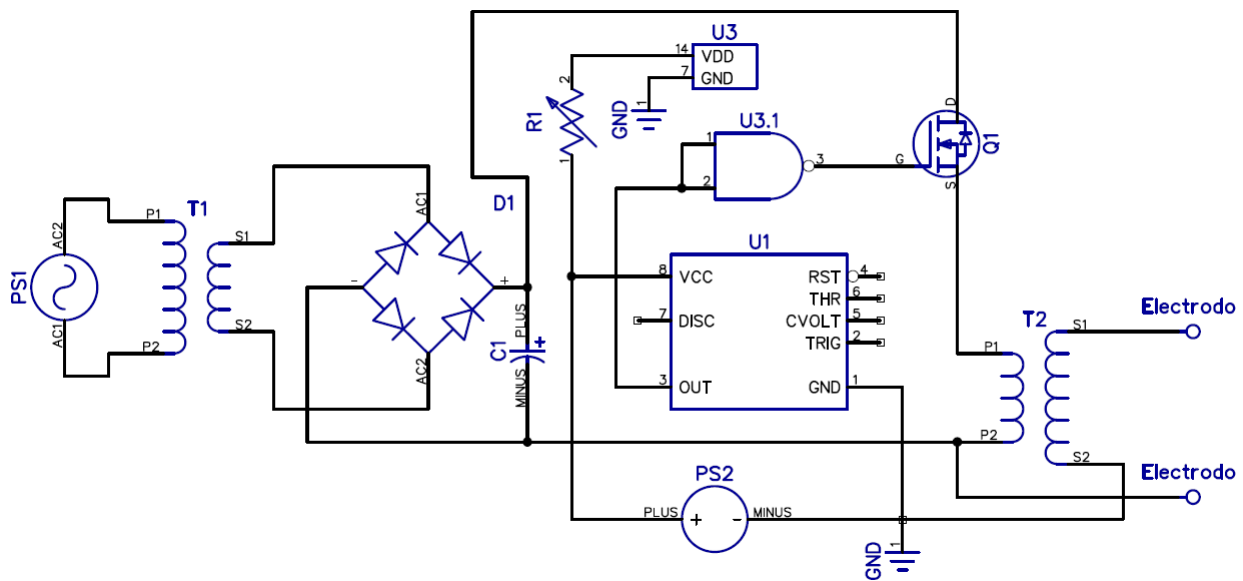 U3
14 VDD
7 GND
2
R1
1
GND 1
U3.1
1
2
3
G
D
Q1
S
T1
P1
S1
AC2
PS1
AC1
P2
S2
AC1
D1
-
+
AC2
PLUS
C1 +
MINUS
U1
8 VCC
RST 4
THR 6
7 DISC
CVOLT 5
TRIG 2
3 OUT
GND 1
T2
P1
S1
Electrodo
P2
S2
Electrodo
PS2
PLUS + - MINUS
GND 1